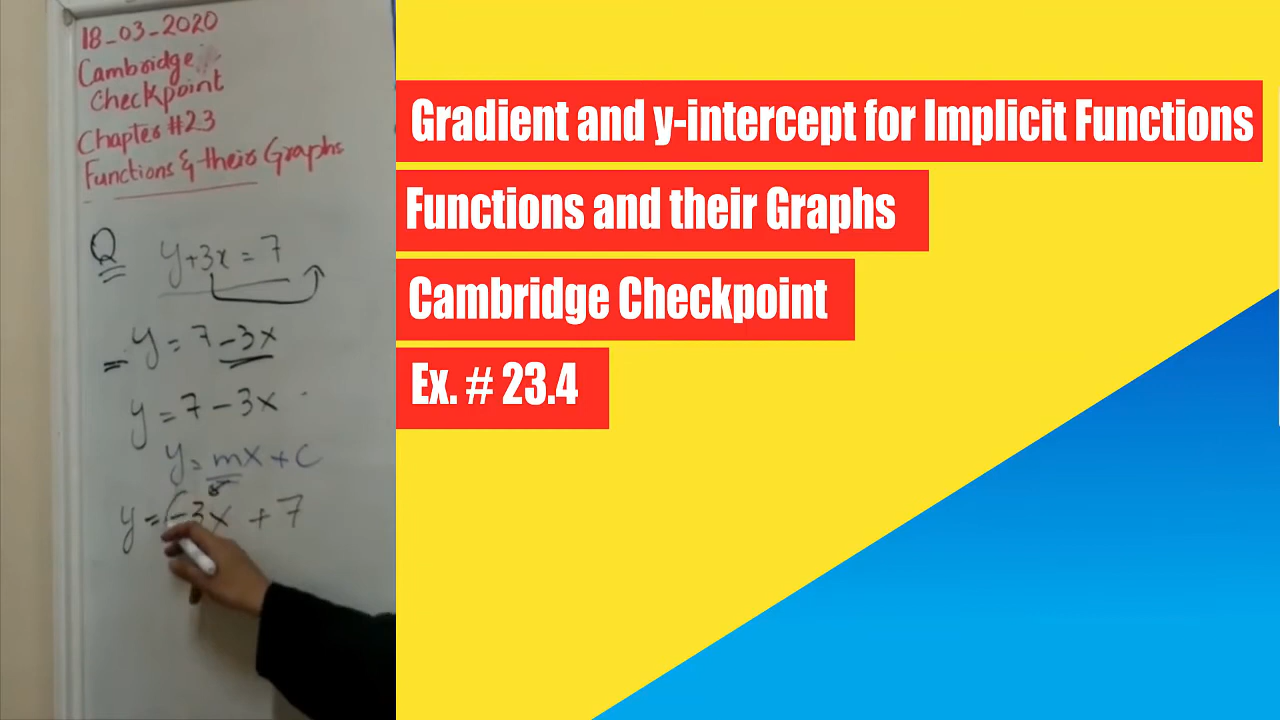 18-03-2020
Cambridge
Checkpoint
Chapter #23
Functions & their Graphs
Q y+3x=7
= y = 7 - 3x
y = 7 - 3x
y = mx + c
y = (-3x + 7
Gradient and y-intercept for Implicit Functions
Functions and their Graphs
Cambridge Checkpoint
Ex. # 23.4